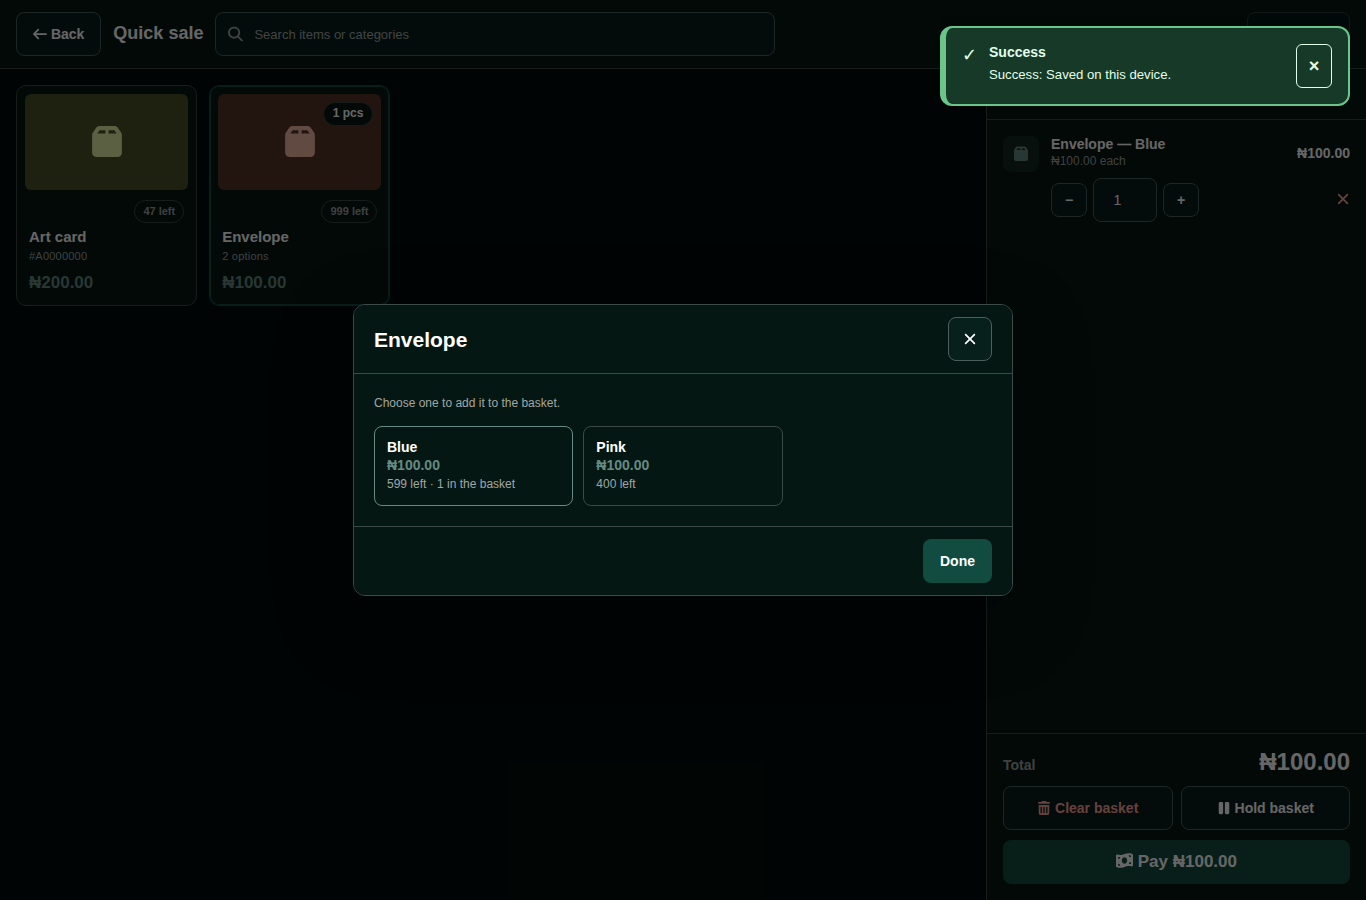 Back
Quick sale
Search items or categories
✓
Success
Success: Saved on this device.
×
1 pcs
47 left
Art card
#A0000000
₦200.00
999 left
Envelope
2 options
₦100.00
Envelope — Blue
₦100.00 each
₦100.00
−
1
+
Envelope
Choose one to add it to the basket.
Blue
₦100.00
599 left · 1 in the basket
Pink
₦100.00
400 left
Done
Total
₦100.00
Clear basket
Hold basket
Pay ₦100.00